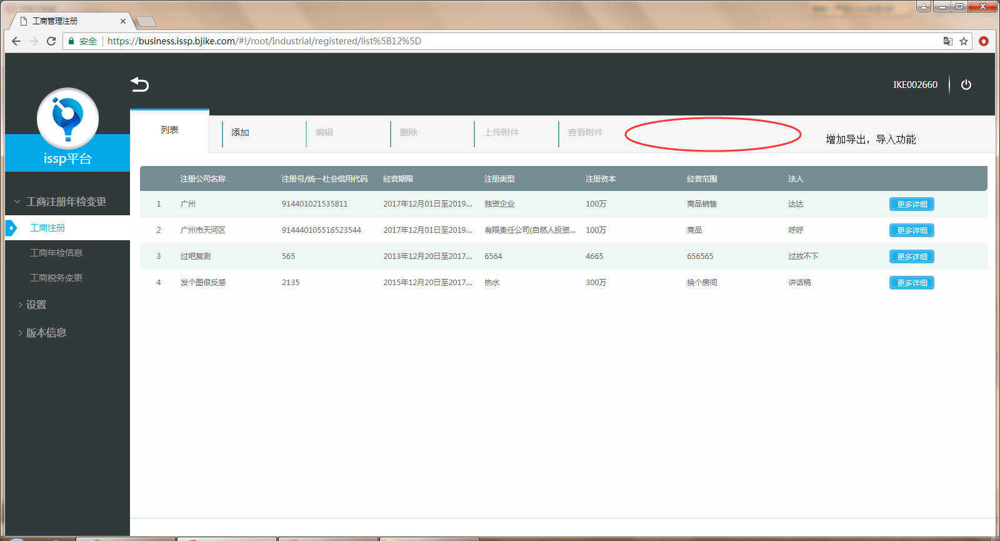 工商管理注册
安全 https://business.issp.bjike.com/#!/root/Industrial/registered/list%5B12%5D
IKE002660
issp平台
列表 添加 编辑 删除 上传附件 查看附件 增加导出，导入功能
工商注册年检变更
工商注册
工商年检信息
工商税务变更
设置
版本信息
注册公司名称 注册号/统一社会信用代码 经营期限 注册类型 注册资本 经营范围 法人
1 广州 914401021535811 2017年12月01日至2019... 独资企业 100万 商品销售 达达 更多详细
2 广州市天河区 914440105516523544 2017年12月01日至2019... 有限责任公司(自然人投资... 100万 商品 呼呼 更多详细
3 过吧复测 565 2013年12月20日至2017... 6564 4665 656565 过放不下 更多详细
4 发个图很反感 2135 2015年12月20日至2017... 热水 300万 换个房间 讲话稿 更多详细